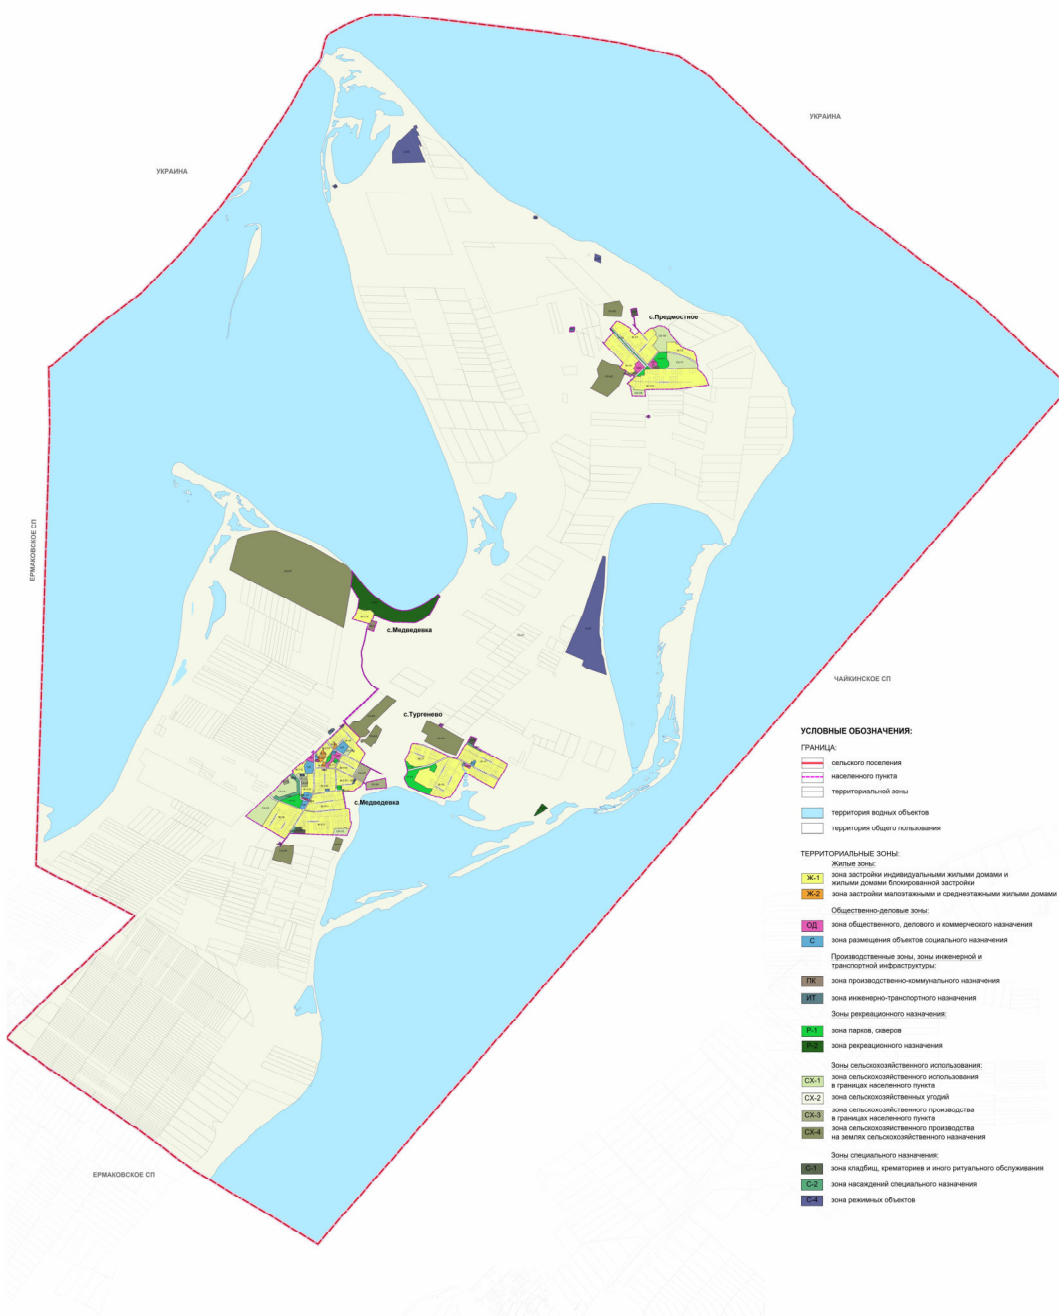 УКРАИНА
УКРАИНА
с.Предмостное
ЕРМАКОВСКОЕ СП
с.Медведевка
ЧАЙКИНСКОЕ СП
с.Тургенево
с.Медведевка
ЕРМАКОВСКОЕ СП
УСЛОВНЫЕ ОБОЗНАЧЕНИЯ:
ГРАНИЦА:
сельского поселения
населенного пункта
территориальной зоны
территория водных объектов
территория общего пользования
ТЕРРИТОРИАЛЬНЫЕ ЗОНЫ:
Жилые зоны:
Ж-1 зона застройки индивидуальными жилыми домами и
жилыми домами блокированной застройки
Ж-2 зона застройки малоэтажными и среднеэтажными жилыми домами
Общественно-деловые зоны:
ОД зона общественного, делового и коммерческого назначения
С зона размещения объектов социального назначения
Производственные зоны, зоны инженерной и
транспортной инфраструктуры:
ПК зона производственно-коммунального назначения
ИТ зона инженерно-транспортного назначения
Зоны рекреационного назначения:
Р-1 зона парков, скверов
Р-2 зона рекреационного назначения
Зоны сельскохозяйственного использования:
СХ-1 зона сельскохозяйственного использования
в границах населенного пункта
СХ-2 зона сельскохозяйственных угодий
СХ-3 зона сельскохозяйственного производства
в границах населенного пункта
СХ-4 зона сельскохозяйственного производства
на землях сельскохозяйственного назначения
Зоны специального назначения:
С-1 зона кладбищ, крематориев и иного ритуального обслуживания
С-2 зона насаждений специального назначения
С-4 зона режимных объектов